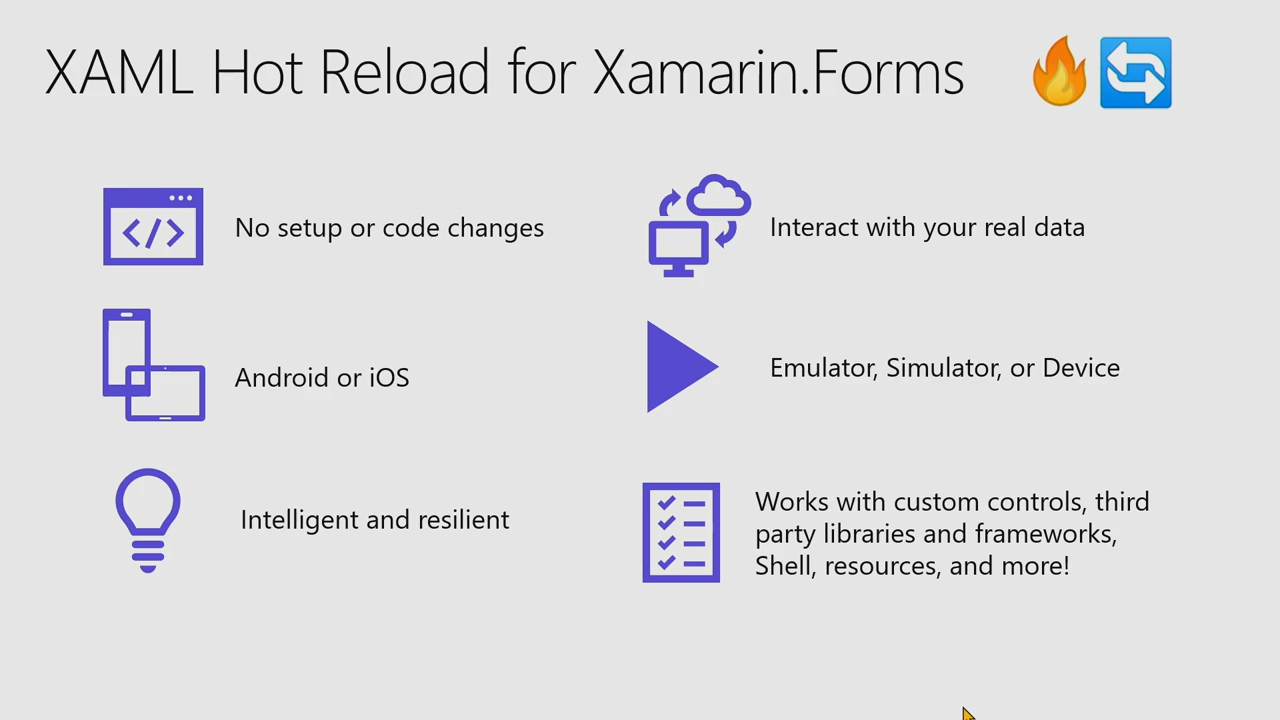 XAML Hot Reload for Xamarin.Forms
</>
No setup or code changes
Interact with your real data
Android or iOS
Emulator, Simulator, or Device
Intelligent and resilient
Works with custom controls, third
party libraries and frameworks,
Shell, resources, and more!